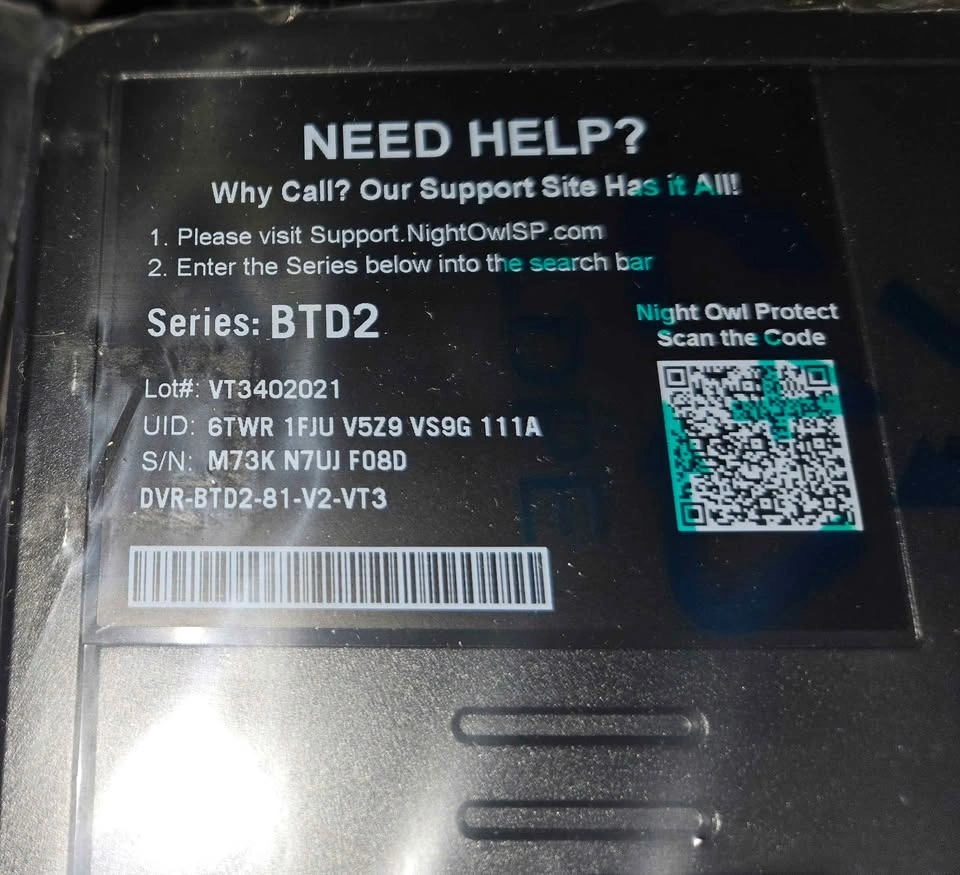 NEED HELP?
Why Call? Our Support Site Has it All!
1. Please visit Support.NightOwlSP.com
2. Enter the Series below into the search bar
Series: BTD2
Night Owl Protect
Scan the Code
Lot#: VT3402021
UID: 6TWR 1FJU V5Z9 VS9G 111A
S/N: M73K N7UJ F08D
DVR-BTD2-81-V2-VT3